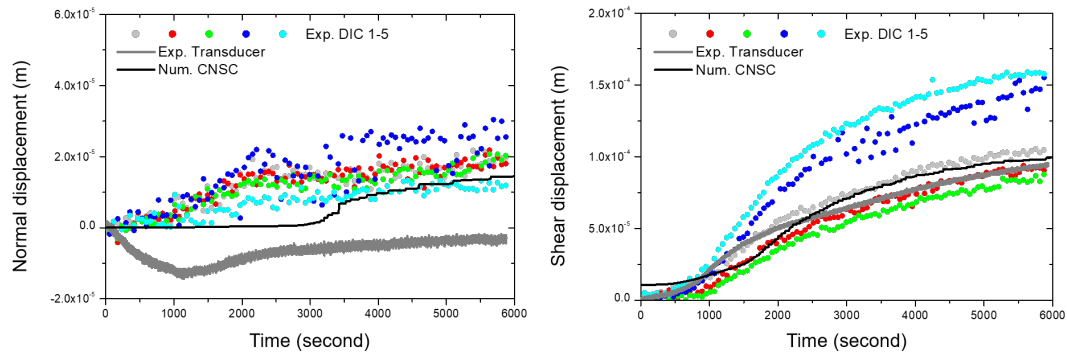 6.0x10-5
4.0x10-5
2.0x10-5
0.0
-2.0x10-5
Normal displacement (m)
Exp. DIC 1-5
Exp. Transducer
Num. CNSC
0 1000 2000 3000 4000 5000 6000
Time (second)
2.0x10-4
1.5x10-4
1.0x10-4
5.0x10-5
0.0
Shear displacement (m)
Exp. DIC 1-5
Exp. Transducer
Num. CNSC
0 1000 2000 3000 4000 5000 6000
Time (second)